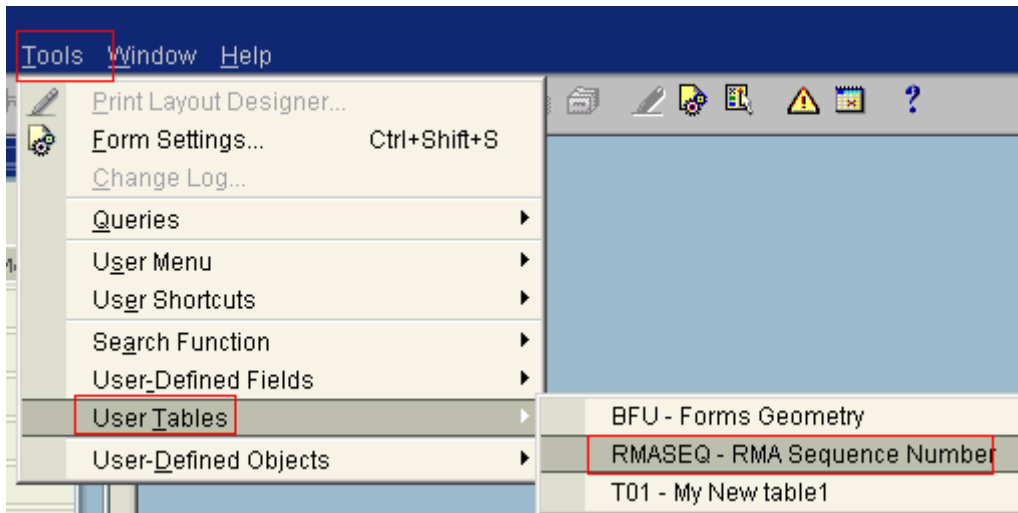 Tools Window Help
Print Layout Designer...
Form Settings... Ctrl+Shift+S
Change Log...
Queries
User Menu
User Shortcuts
Search Function
User-Defined Fields
User Tables
BFU - Forms Geometry
RMASEQ - RMA Sequence Number
User-Defined Objects
T01 - My New table1